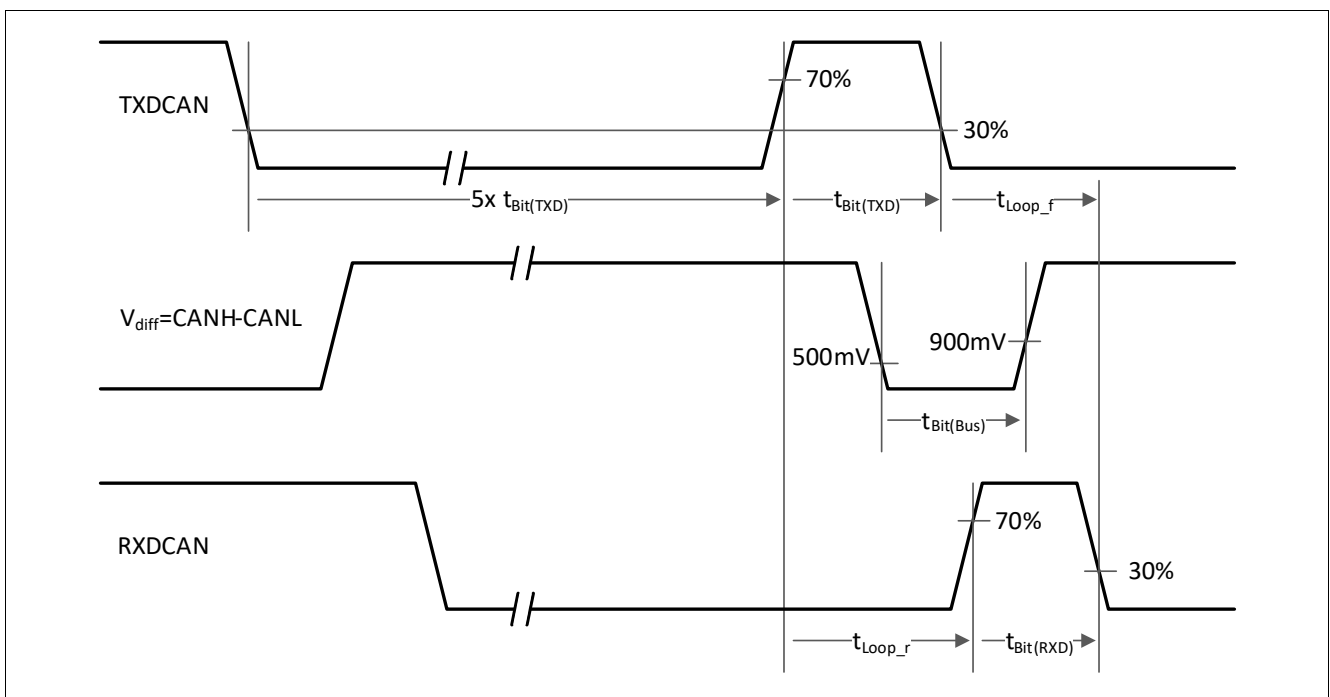 70%
TXDCAN
30%
5x tBit(TXD)
tBit(TXD)
tLoop_f
Vdiff=CANH-CANL
900mV
500mV
tBit(Bus)
70%
RXDCAN
30%
tLoop_r
tBit(RXD)